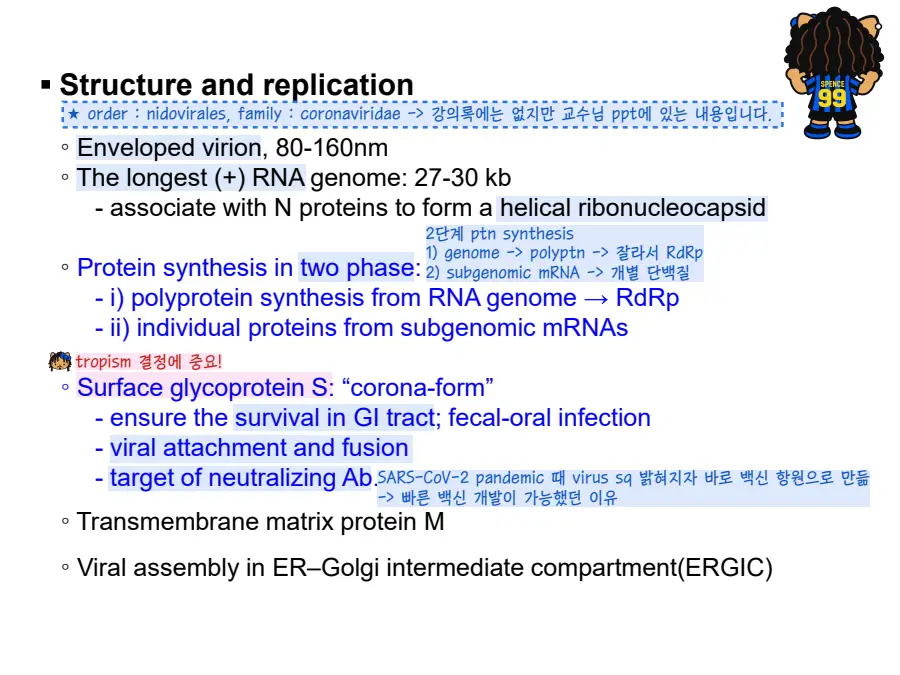 SPENCE
99
▪ Structure and replication
★ order : nidovirales, family : coronaviridae -> 강의록에는 없지만 교수님 ppt에 있는 내용입니다.
◦ Enveloped virion, 80-160nm
◦ The longest (+) RNA genome: 27-30 kb
- associate with N proteins to form a helical ribonucleocapsid
2단계 ptn synthesis
1) genome -> polyptn -> 잘라서 RdRp
2) subgenomic mRNA -> 개별 단백질
◦ Protein synthesis in two phase:
- i) polyprotein synthesis from RNA genome → RdRp
- ii) individual proteins from subgenomic mRNAs
tropism 결정에 중요!
◦ Surface glycoprotein S: “corona-form”
- ensure the survival in GI tract; fecal-oral infection
- viral attachment and fusion
- target of neutralizing Ab.
SARS-CoV-2 pandemic 때 virus sq 밝혀지자 바로 백신 항원으로 만듦
-> 빠른 백신 개발이 가능했던 이유
◦ Transmembrane matrix protein M
◦ Viral assembly in ER–Golgi intermediate compartment(ERGIC)